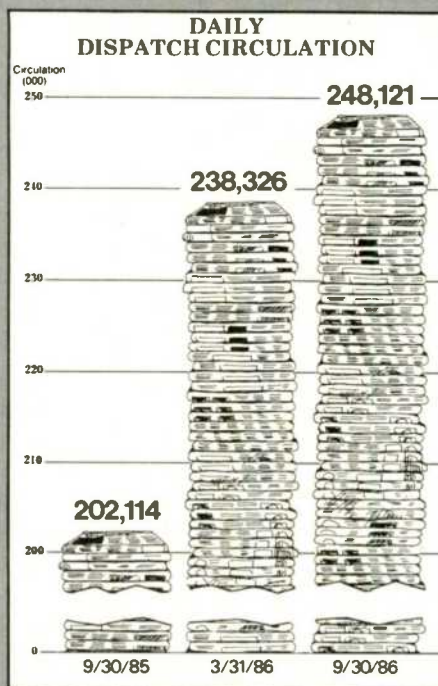 DAILY
DISPATCH CIRCULATION
Circulation
(000)
250
248,121
240
238,326
230
220
210
202,114
200
0
9/30/85 3/31/86 9/30/86